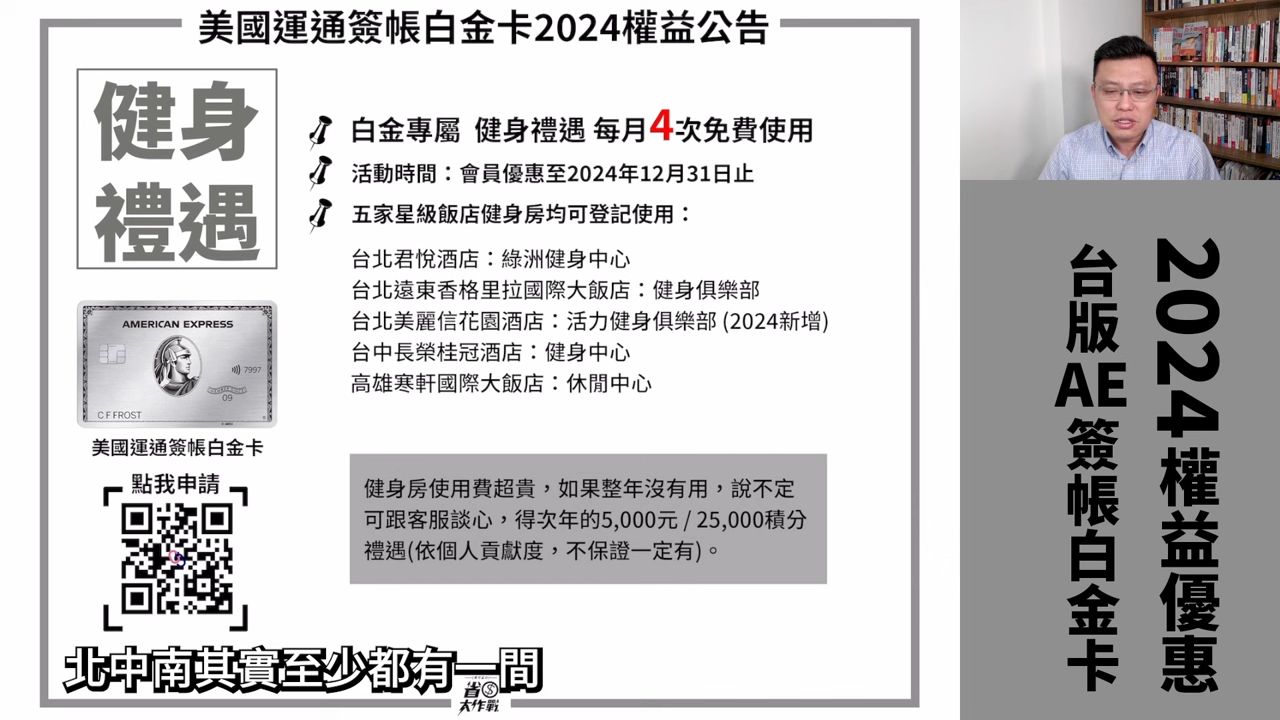 美國運通簽帳白金卡2024權益公告
健身
禮遇
白金專屬 健身禮遇 每月4次免費使用
活動時間：會員優惠至2024年12月31日止
五家星級飯店健身房均可登記使用：
台北君悅酒店：綠洲健身中心
台北遠東香格里拉國際大飯店：健身俱樂部
台北美麗信花園酒店：活力健身俱樂部 (2024新增)
台中長榮桂冠酒店：健身中心
高雄寒軒國際大飯店：休閒中心
AMERICAN EXPRESS
7997
09
C F FROST
美國運通簽帳白金卡
點我申請
健身房使用費超貴，如果整年沒有用，說不定
可跟客服談心，得次年的5,000元 / 25,000積分
禮遇(依個人貢獻度，不保證一定有)。
北中南其實至少都有一間
省
大作戰
2024權益優惠
台版AE簽帳白金卡